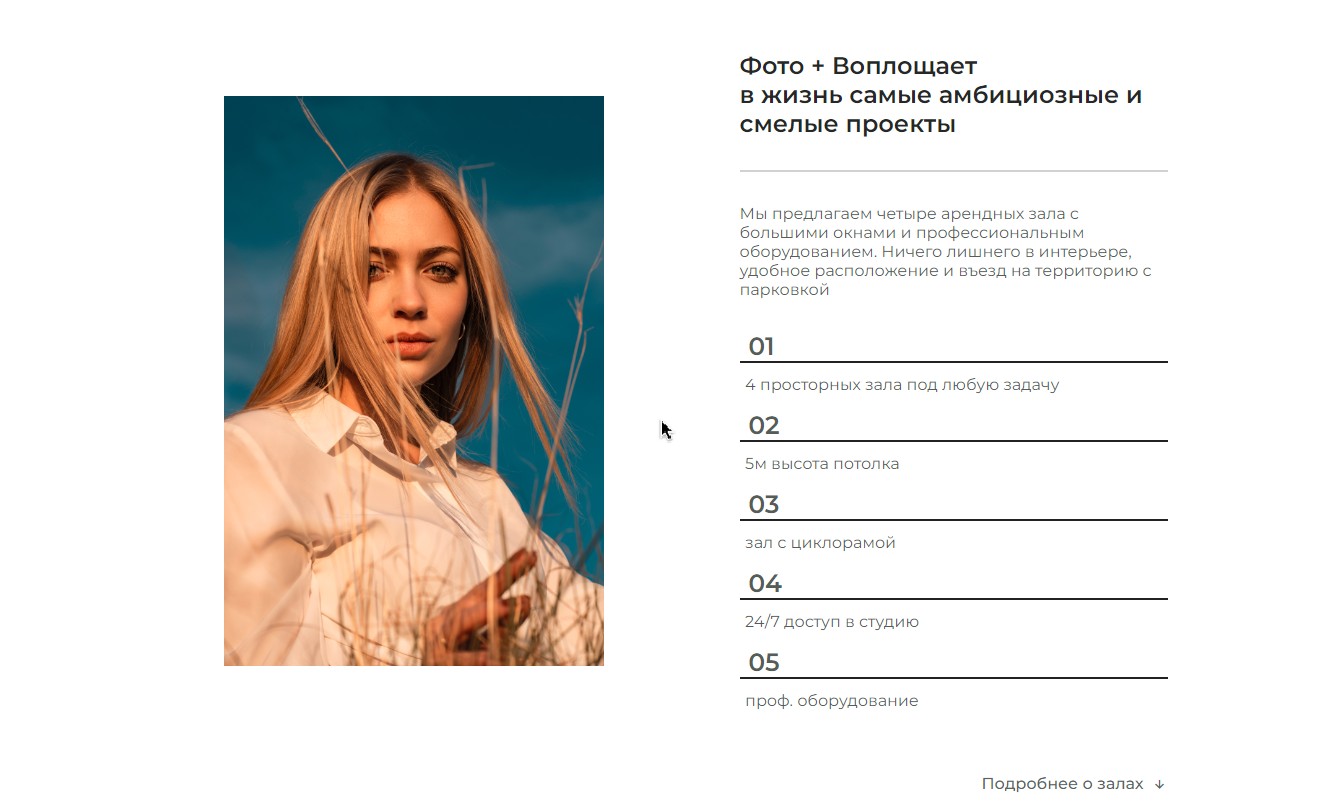 Фото + Воплощает
в жизнь самые амбициозные и
смелые проекты
Мы предлагаем четыре арендных зала с
большими окнами и профессиональным
оборудованием. Ничего лишнего в интерьере,
удобное расположение и въезд на территорию с
парковкой
01
4 просторных зала под любую задачу
02
5м высота потолка
03
зал с циклорамой
04
24/7 доступ в студию
05
проф. оборудование
Подробнее о залах ↓